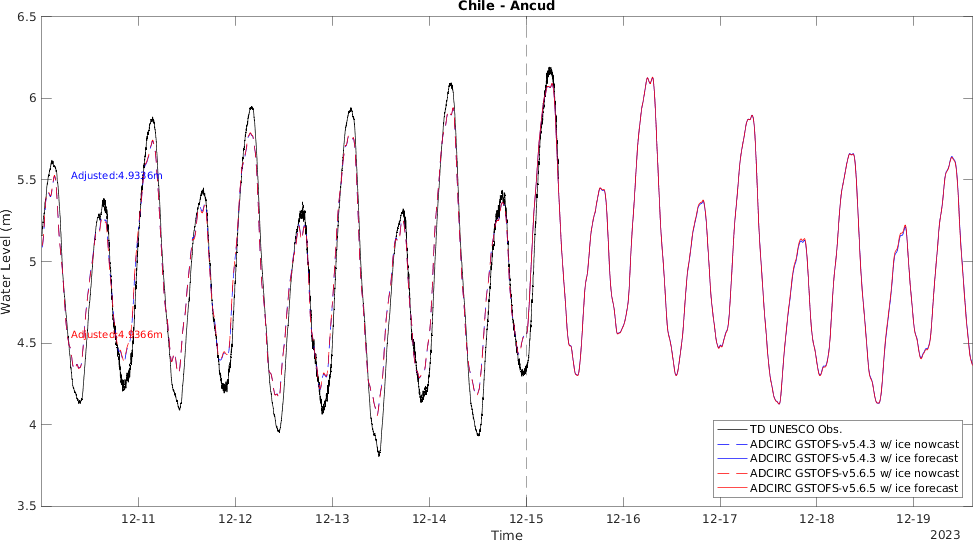 Chile - Ancud
6.5
6
5.5
5
4.5
4
3.5
Water Level (m)
Adjusted:4.9336m
Adjusted:4.9366m
TD UNESCO Obs.
ADCIRC GSTOFS-v5.4.3 w/ ice nowcast
ADCIRC GSTOFS-v5.4.3 w/ ice forecast
ADCIRC GSTOFS-v5.6.5 w/ ice nowcast
ADCIRC GSTOFS-v5.6.5 w/ ice forecast
12-11 12-12 12-13 12-14 12-15 12-16 12-17 12-18 12-19
Time
2023